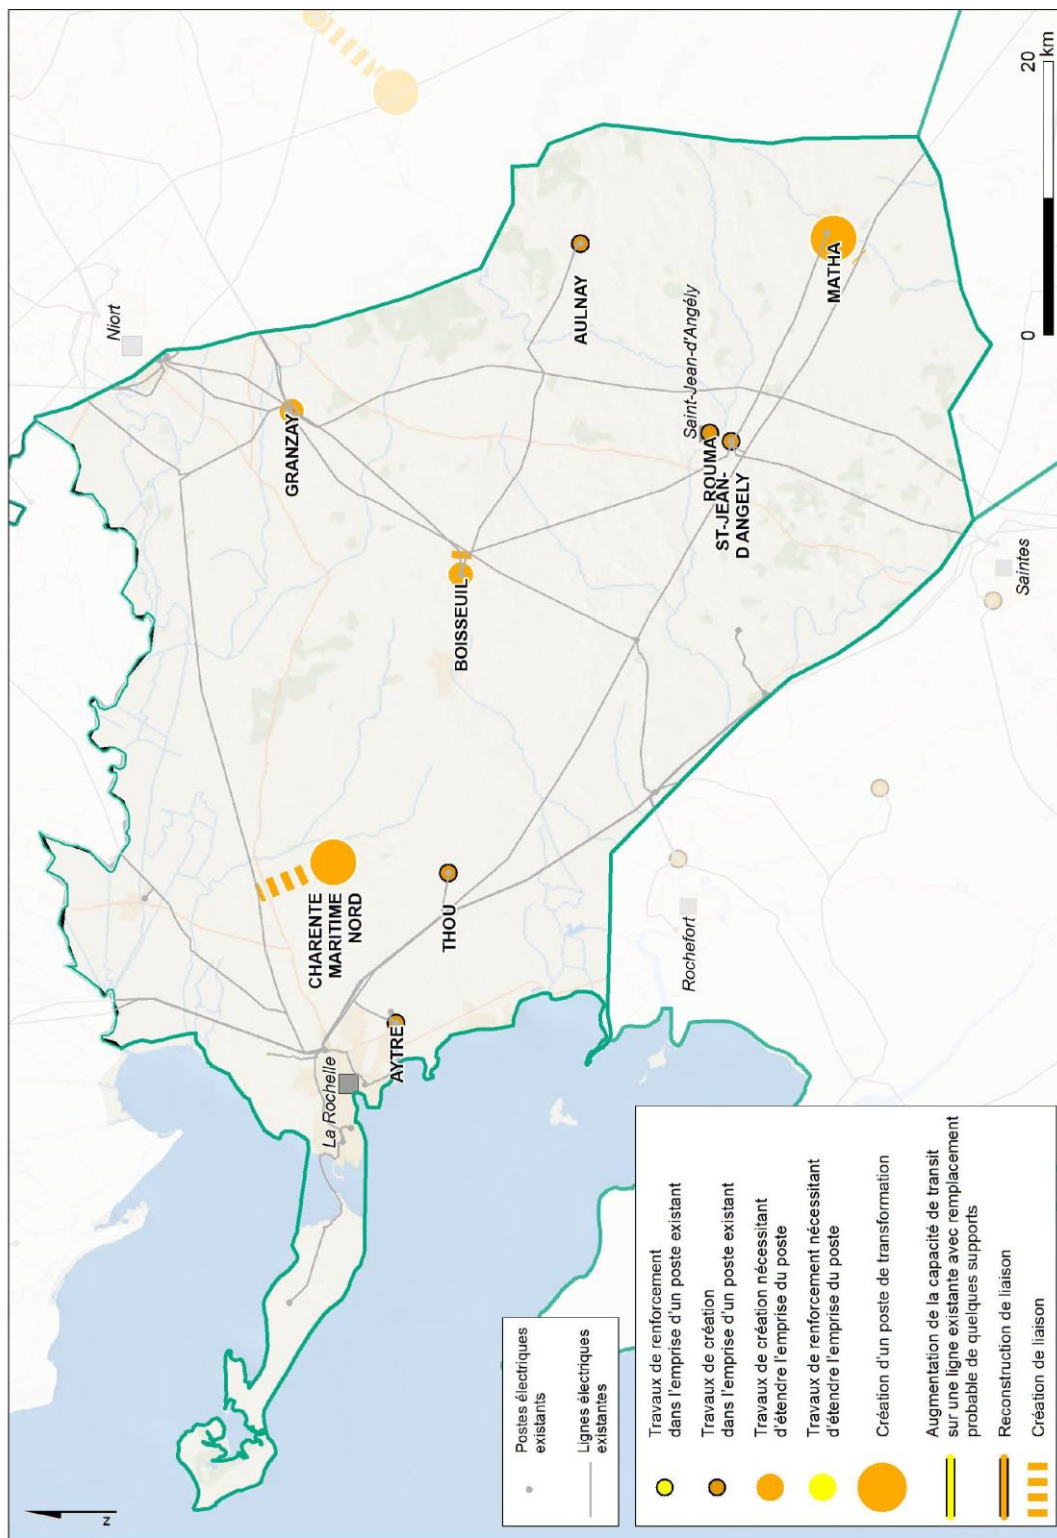 N
Niort
GRANZAY
AULNAY
BOISSEUIL
CHARENTE
MARITIME
NORD
THOU
La Rochelle
AYTRE
Saint-Jean-d'Angély
ROUMA
ST-JEAN-
D ANGELY
MATHA
Rochefort
Saintes
0
20
km
Postes électriques
existants
Lignes électriques
existantes
Travaux de renforcement
dans l'emprise d'un poste existant
Travaux de création
dans l'emprise d'un poste existant
Travaux de création nécessitant
d'étendre l'emprise du poste
Travaux de renforcement nécessitant
d'étendre l'emprise du poste
Création d'un poste de transformation
Augmentation de la capacité de transit
sur une ligne existante avec remplacement
probable de quelques supports
Reconstruction de liaison
Création de liaison